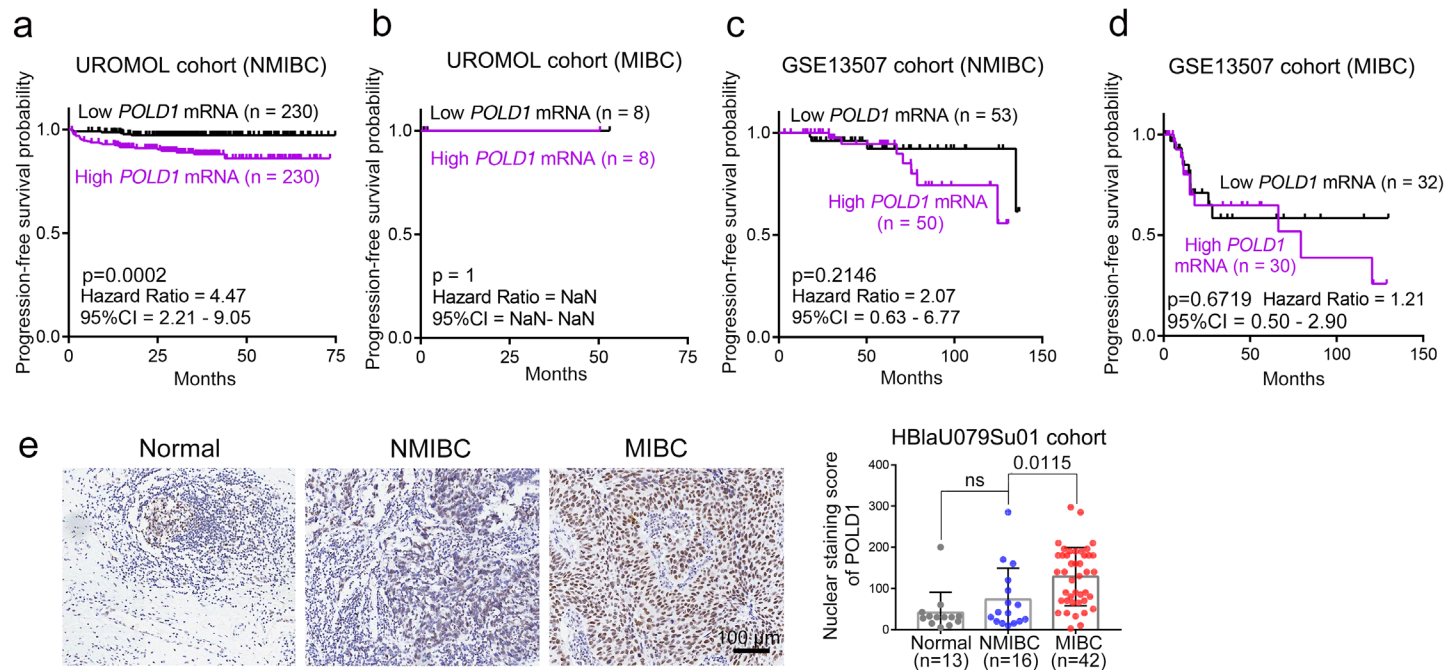 a
UROMOL cohort (NMIBC)
Progression-free survival probability
Low POLD1 mRNA (n = 230)
High POLD1 mRNA (n = 230)
1.0
0.5
0.0
p=0.0002
Hazard Ratio = 4.47
95%CI = 2.21 - 9.05
0 25 50 75
Months
b
UROMOL cohort (MIBC)
Progression-free survival probability
Low POLD1 mRNA (n = 8)
High POLD1 mRNA (n = 8)
1.0
0.5
0.0
p = 1
Hazard Ratio = NaN
95%CI = NaN- NaN
0 25 50 75
Months
c
GSE13507 cohort (NMIBC)
Progression-free survival probability
Low POLD1 mRNA (n = 53)
High POLD1 mRNA
(n = 50)
1.0
0.5
0.0
p=0.2146
Hazard Ratio = 2.07
95%CI = 0.63 - 6.77
0 50 100 150
Months
d
GSE13507 cohort (MIBC)
Progression-free survival probability
Low POLD1 mRNA (n = 32)
High POLD1
mRNA (n = 30)
1.0
0.5
0.0
p=0.6719 Hazard Ratio = 1.21
95%CI = 0.50 - 2.90
0 50 100 150
Months
e
Normal
NMIBC
MIBC
100 μm
HBlaU079Su01 cohort
Nuclear staining score
of POLD1
400
300
200
100
0
ns
0.0115
Normal NMIBC MIBC
(n=13) (n=16) (n=42)